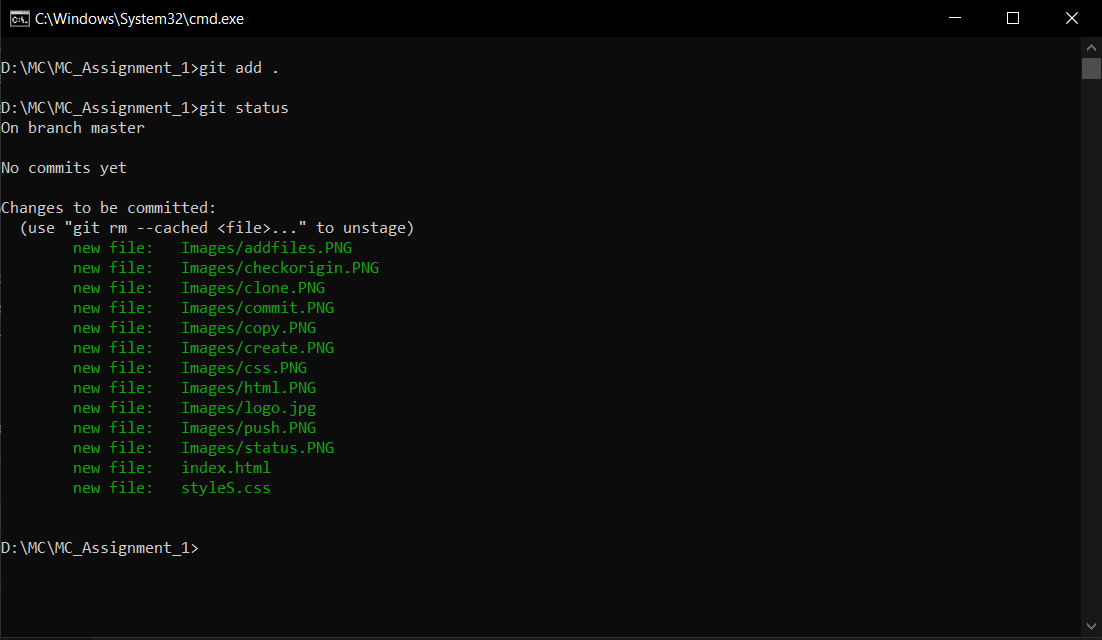 C:\Windows\System32\cmd.exe
D:\MC\MC_Assignment_1>git add .
D:\MC\MC_Assignment_1>git status
On branch master
No commits yet
Changes to be committed:
  (use "git rm --cached <file>..." to unstage)
        new file:   Images/addfiles.PNG
        new file:   Images/checkorigin.PNG
        new file:   Images/clone.PNG
        new file:   Images/commit.PNG
        new file:   Images/copy.PNG
        new file:   Images/create.PNG
        new file:   Images/css.PNG
        new file:   Images/html.PNG
        new file:   Images/logo.jpg
        new file:   Images/push.PNG
        new file:   Images/status.PNG
        new file:   index.html
        new file:   styleS.css
D:\MC\MC_Assignment_1>